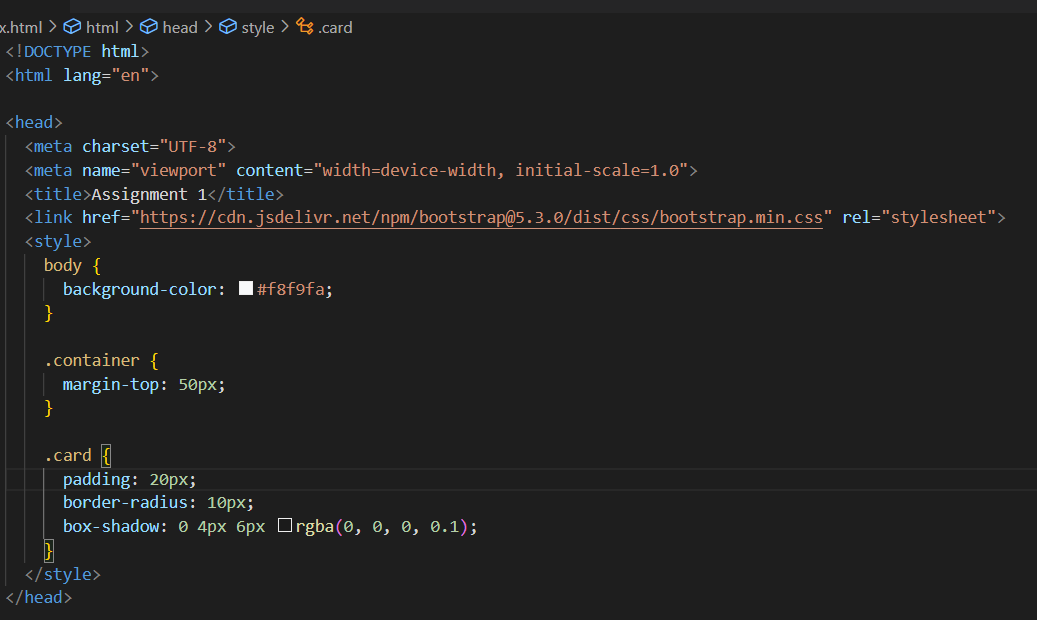 x.html > html > head > style > .card
<!DOCTYPE html>
<html lang="en">
<head>
<meta charset="UTF-8">
<meta name="viewport" content="width=device-width, initial-scale=1.0">
<title>Assignment 1</title>
<link href="https://cdn.jsdelivr.net/npm/bootstrap@5.3.0/dist/css/bootstrap.min.css" rel="stylesheet">
<style>
body {
background-color: #f8f9fa;
}
.container {
margin-top: 50px;
}
.card {
padding: 20px;
border-radius: 10px;
box-shadow: 0 4px 6px rgba(0, 0, 0, 0.1);
}
</style>
</head>